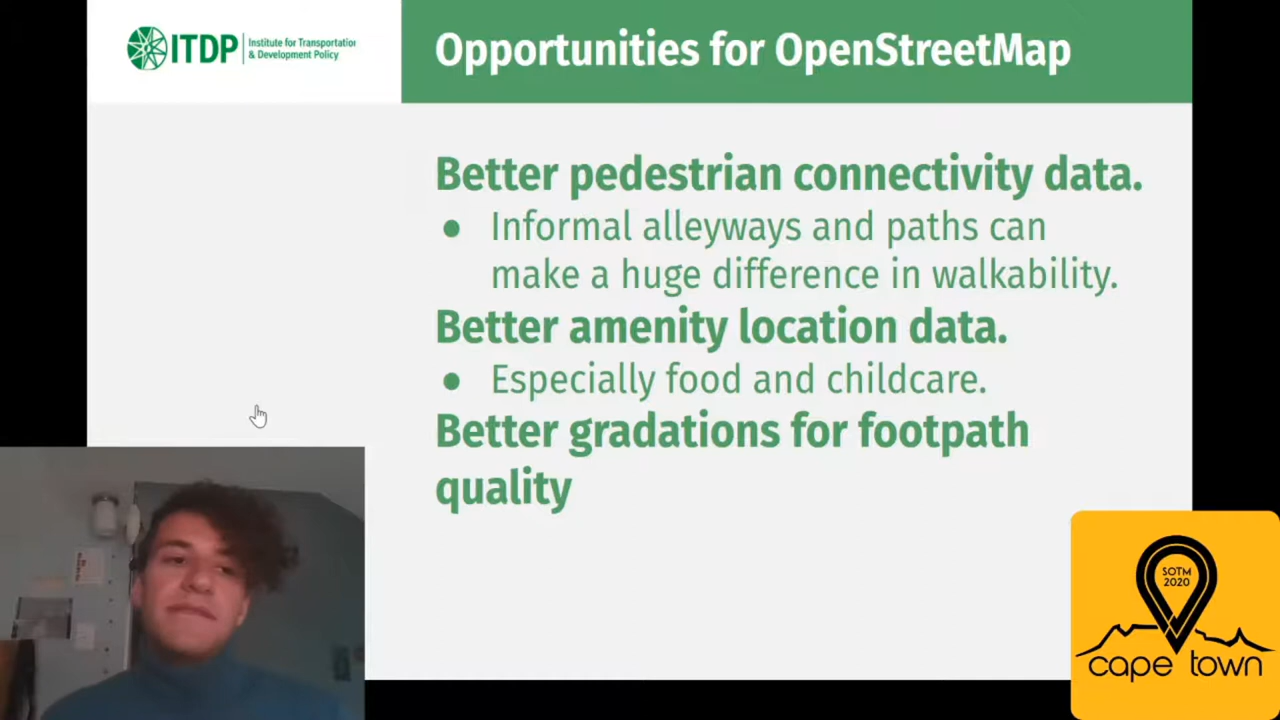 ITDP
Institute for Transportation
& Development Policy
Opportunities for OpenStreetMap
Better pedestrian connectivity data.
● Informal alleyways and paths can
make a huge difference in walkability.
Better amenity location data.
● Especially food and childcare.
Better gradations for footpath
quality
SOTM
2020
cape town